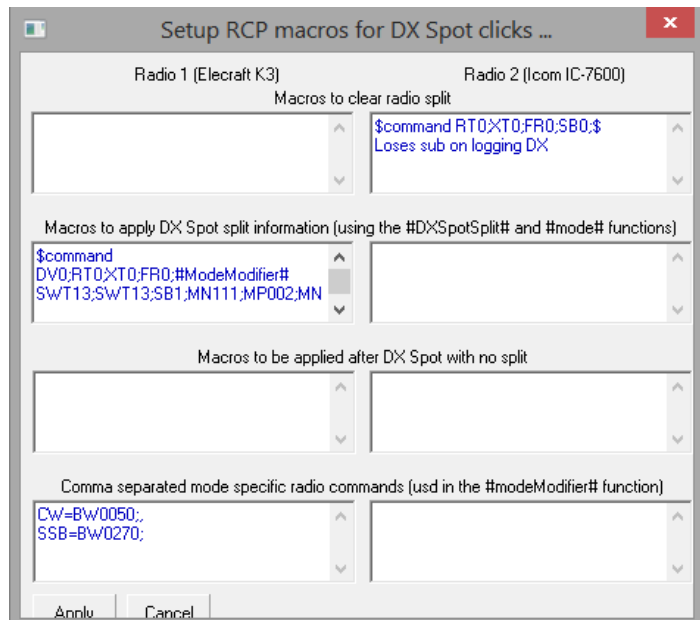 Setup RCP macros for DX Spot clicks ...
x
Radio 1 (Elecraft K3) Radio 2 (Icom IC-7600)
Macros to clear radio split
$command RT0;XT0;FR0;SB0;$
Loses sub on logging DX
Macros to apply DX Spot split information (using the #DXSpotSplit# and #mode# functions)
$command
DV0;RT0;XT0;FR0;#ModeModifier#
SWT13;SWT13;SB1;MN111;MP002;MN
Macros to be applied after DX Spot with no split
Comma separated mode specific radio commands (usd in the #modeModifier# function)
CW=BW0050;,
SSB=BW0270;
Apply Cancel